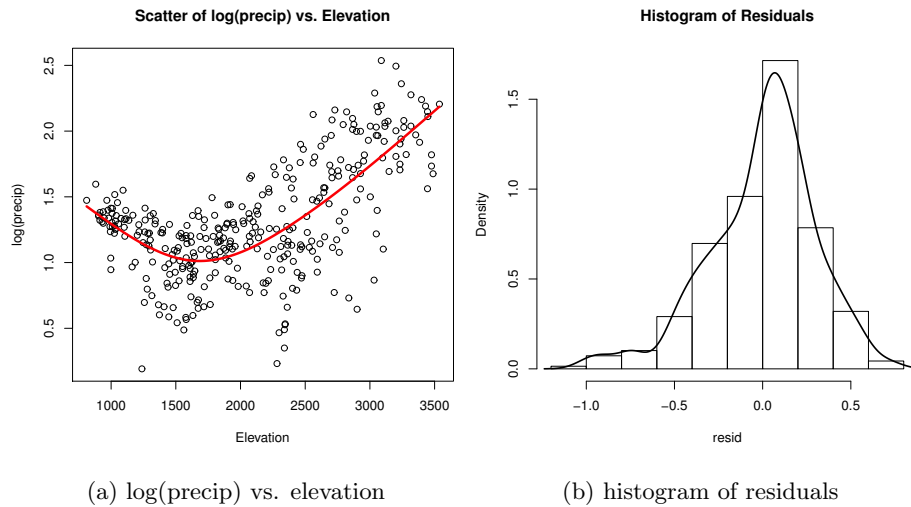 Scatter of log(precip) vs. Elevation
log(precip)
2.5
2.0
1.5
1.0
0.5
1000 1500 2000 2500 3000 3500
Elevation
(a) log(precip) vs. elevation
Histogram of Residuals
Density
1.5
1.0
0.5
0.0
−1.0 −0.5 0.0 0.5
resid
(b) histogram of residuals